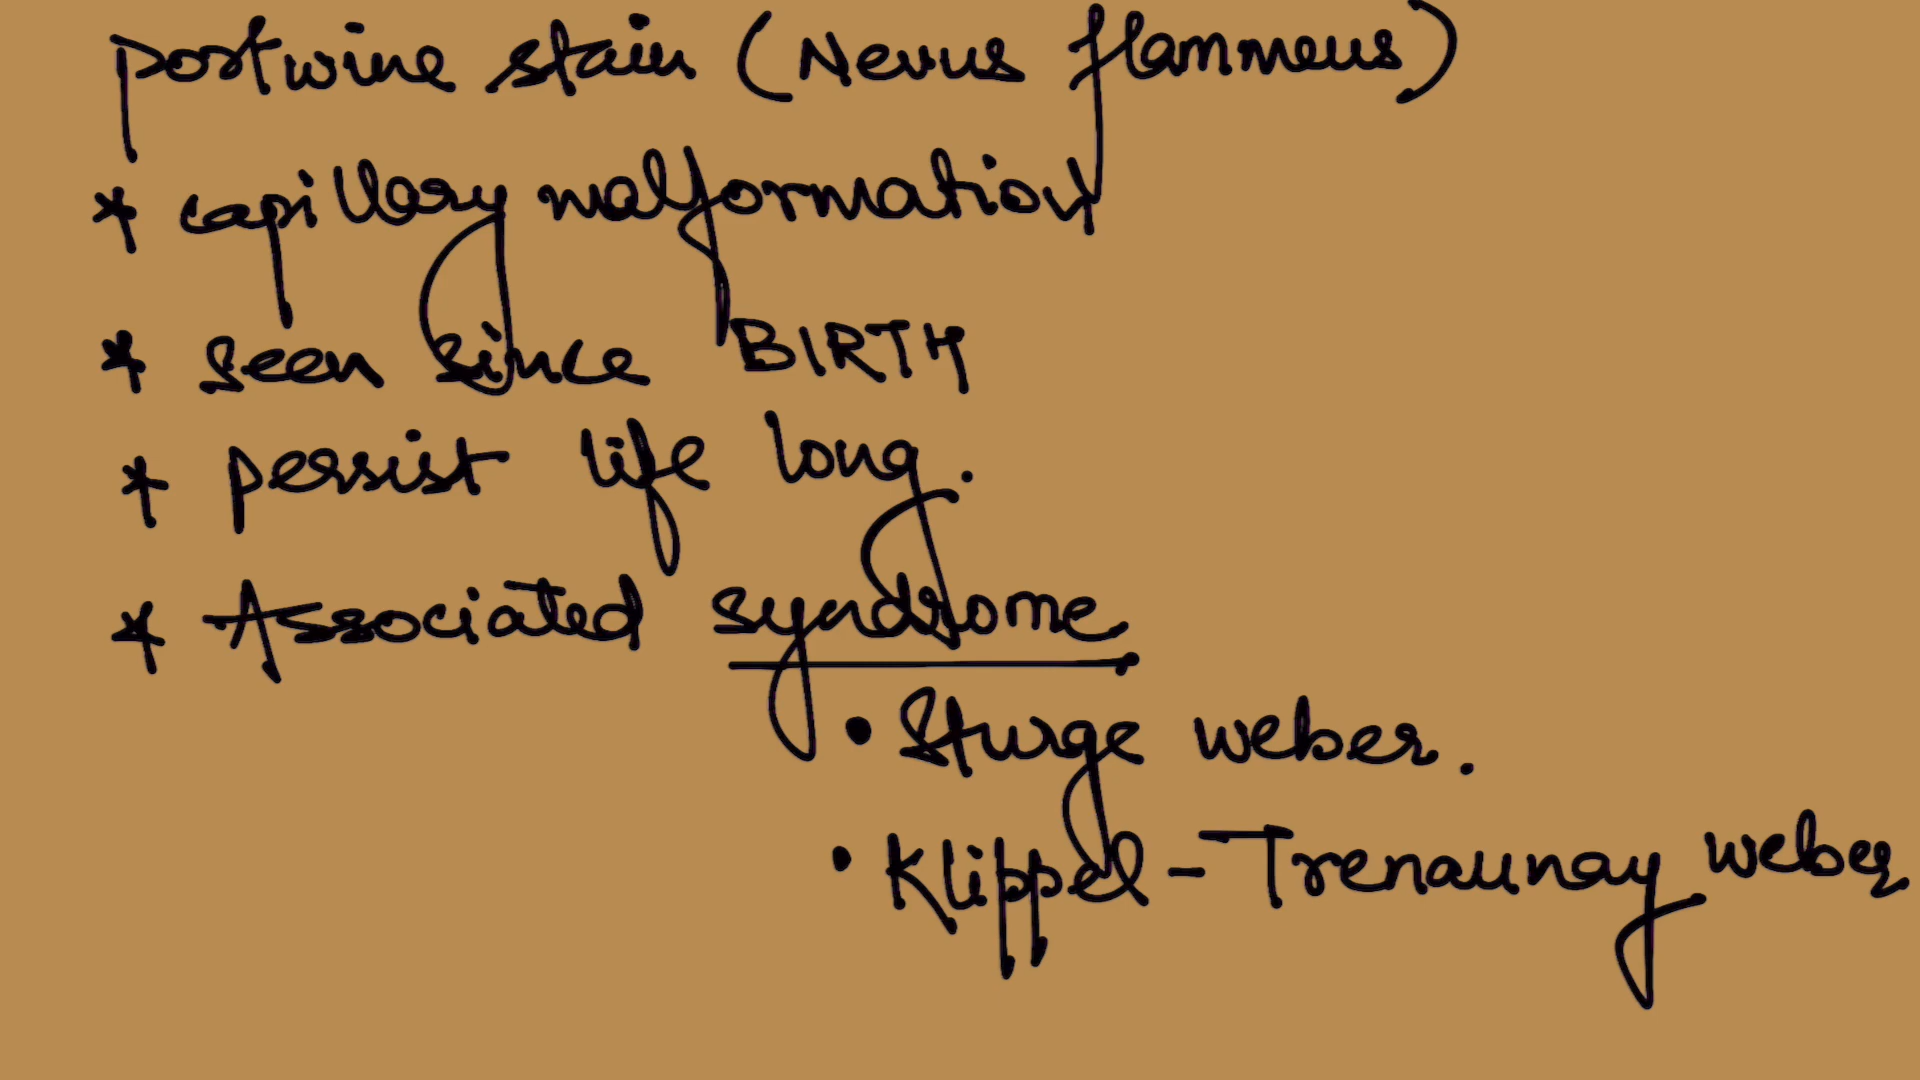 portwine stain (Nevus flammeus)
* capillary malformation
* seen since BIRTH
* persist life long.
* Associated syndrome
• Sturge weber.
• Klippel-Trenaunay weber